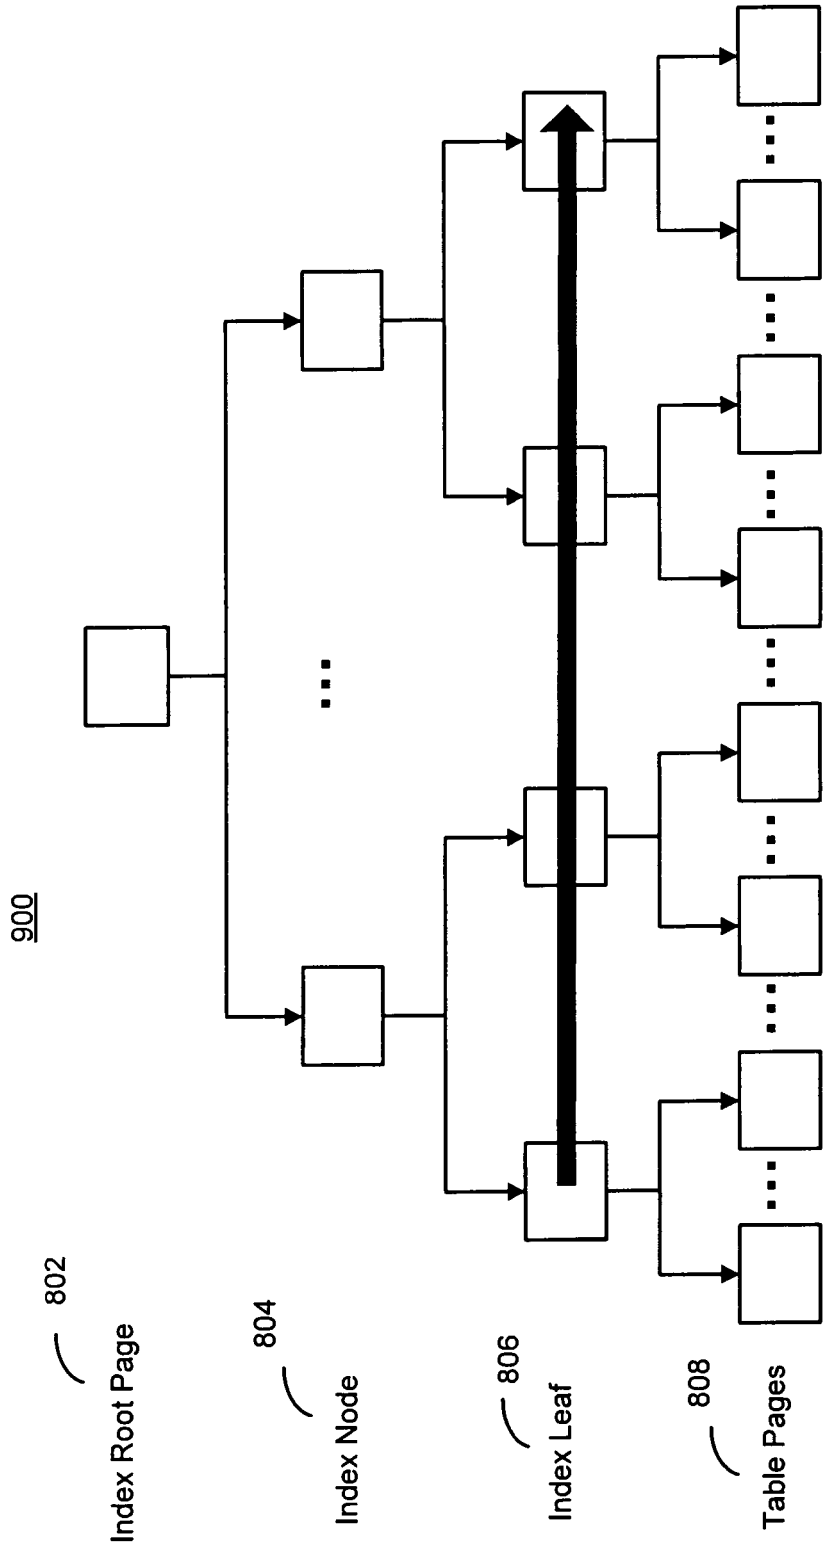 900
802
Index Root Page
804
Index Node
806
Index Leaf
808
Table Pages